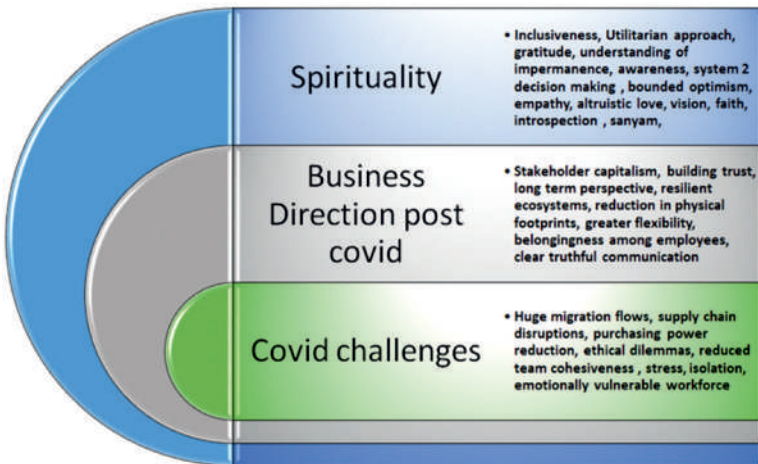 Spirituality
• Inclusiveness, Utilitarian approach,
gratitude, understanding of
impermanence, awareness, system 2
decision making , bounded optimism,
empathy, altruistic love, vision, faith,
introspection , sanyam,
Business
Direction post
covid
• Stakeholder capitalism, building trust,
long term perspective, resilient
ecosystems, reduction in physical
footprints, greater flexibility,
belongingness among employees,
clear truthful communication
Covid challenges
• Huge migration flows, supply chain
disruptions, purchasing power
reduction, ethical dilemmas, reduced
team cohesiveness , stress, isolation,
emotionally vulnerable workforce